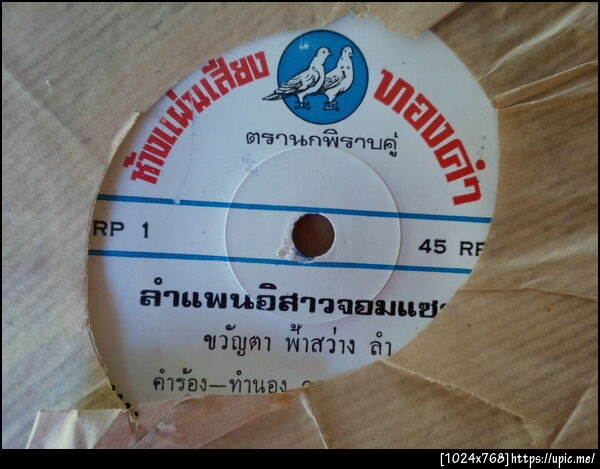 ห้างแผ่นเสียง ทองคำ
ตรานกพิราบคู่
RP 1
45
ลำแพนอิสาวจอมแซ
ขวัญตา ฟ้าสว่าง ลำ
คำร้อง—ทำนอง
[1024x768]https://upic.me/